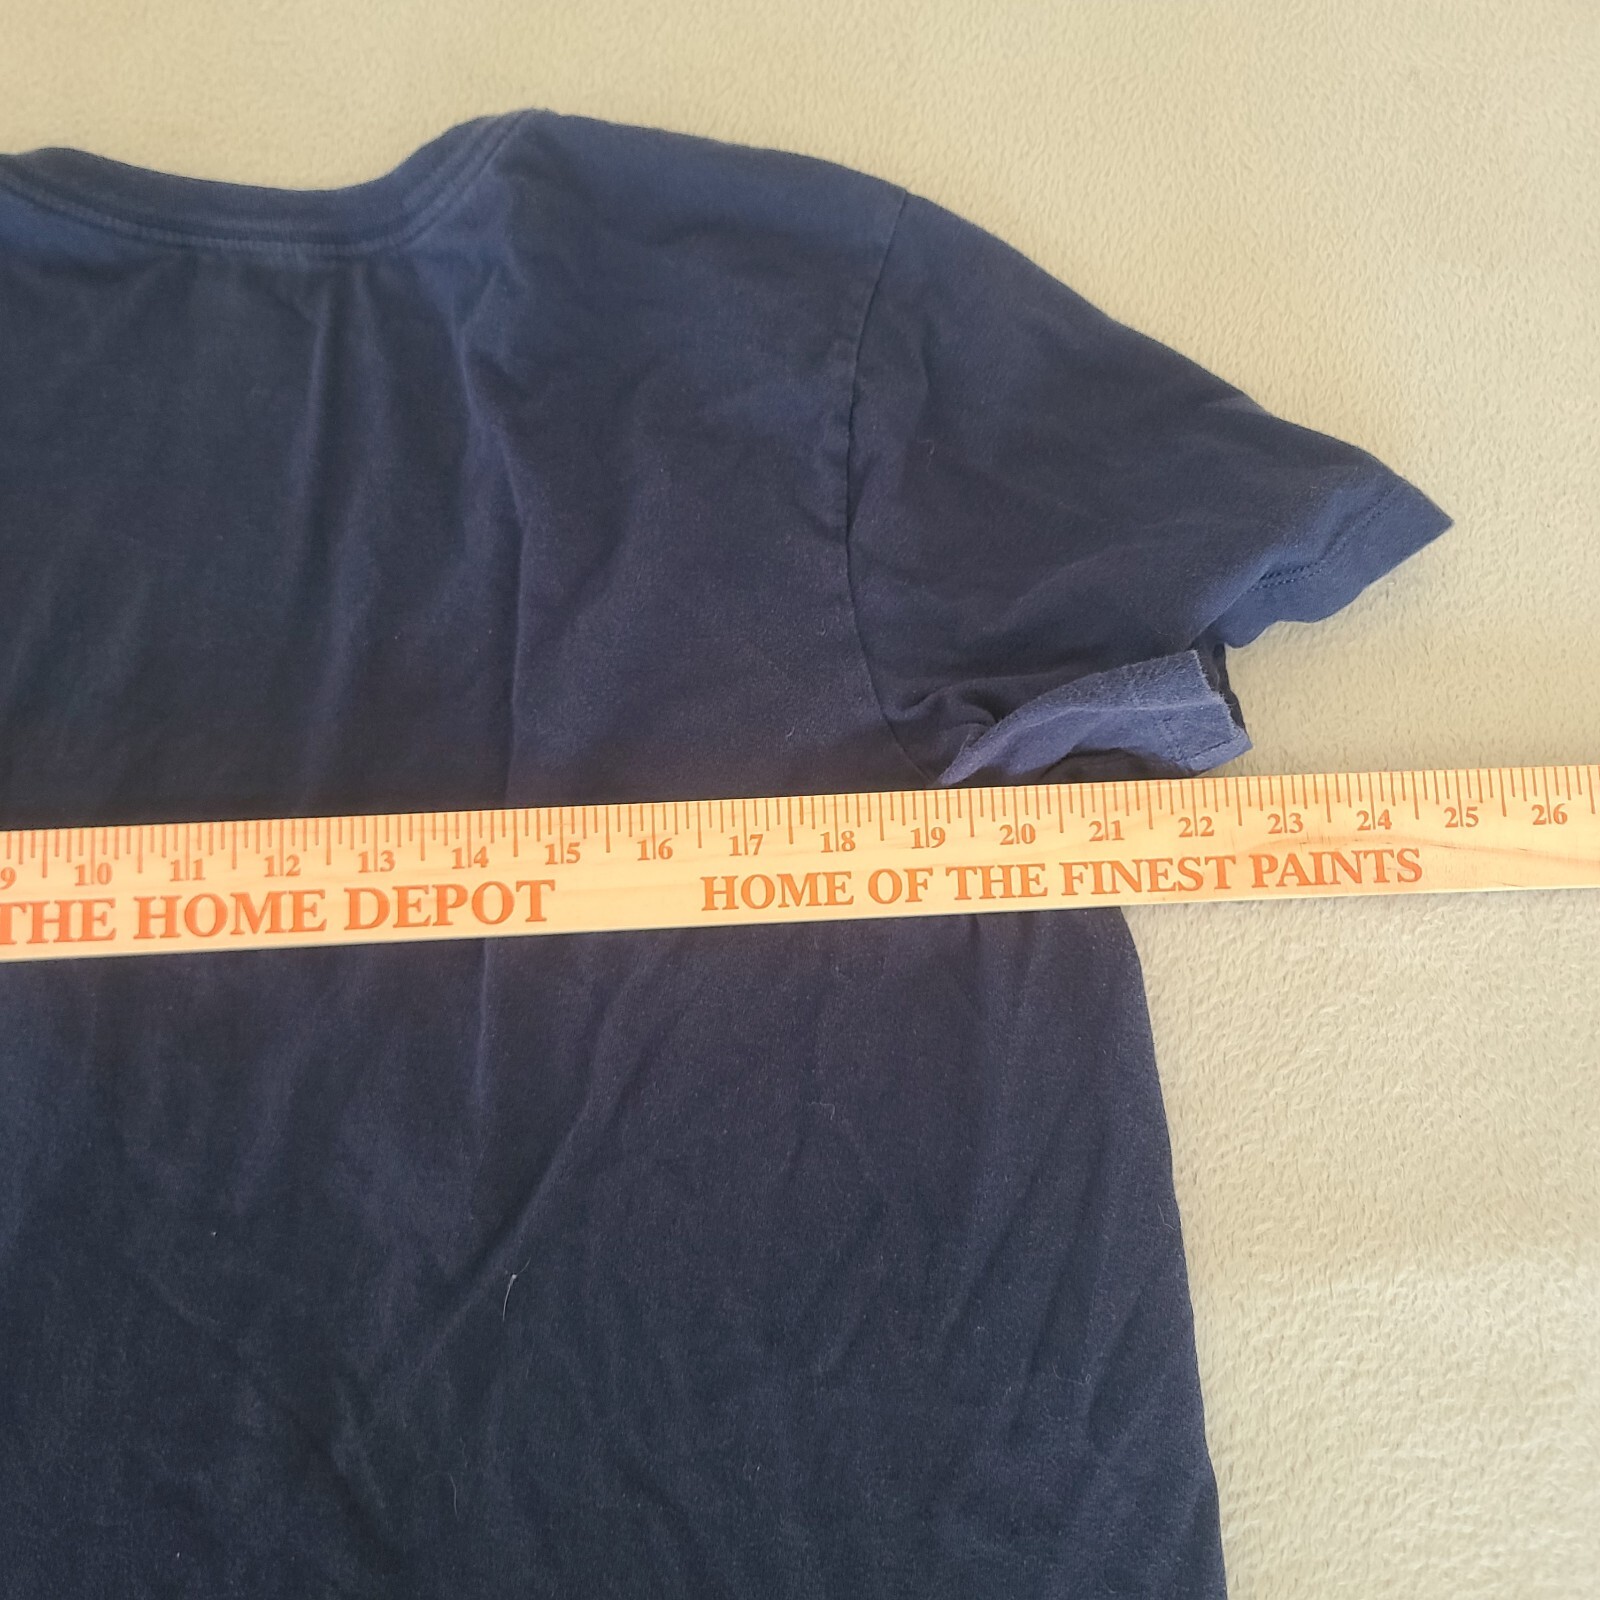 9 10 11 12 13 14 15 16 17 18 19 20 21 22 23 24 25 26
THE HOME DEPOT HOME OF THE FINEST PAINTS